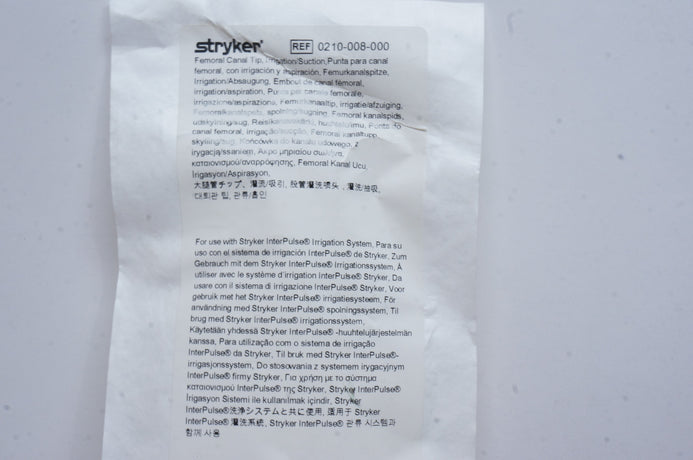 stryker® REF 0210-008-000
Femoral Canal Tip, Irrigation/Suction, Punta para canal
femoral, con irrigación y aspiración, Femurkanalspitze,
Irrigation/Absaugung, Embout de canal fémoral,
irrigation/aspiration, Punta per canale femorale,
irrigazione/aspirazione, Femurkanaaltip, irrigatie/afzuiging,
Femoralkanalspets, spolning/sugning, Femoral kanalspids,
udskylning/sug, Reisikanavakärki, huuhtelu/imu, Ponta do
canal femoral, irrigação/sucção, Femoral kanaltupp,
skylling/sug, Końcówka do kanału udowego, z
irygacją/ssaniem, Άκρο μηριαίου σωλήνα,
καταιονισμού/αναρρόφησης, Femoral Kanal Ucu,
İrigasyon/Aspirasyon,
大腿管チップ、灌洗/吸引, 股管灌洗喷头, 灌洗/抽吸,
대퇴관 팁, 관류/흡인
For use with Stryker InterPulse® Irrigation System, Para su
uso con el sistema de irrigación InterPulse® de Stryker, Zum
Gebrauch mit dem Stryker InterPulse® Irrigationssystem, À
utiliser avec le système d'irrigation InterPulse® Stryker, Da
usare con il sistema di irrigazione InterPulse® Stryker, Voor
gebruik met het Stryker InterPulse® irrigatiesysteem, För
användning med Stryker InterPulse® spolningssystem, Til
brug med Stryker InterPulse® irrigationssystem,
Käytetään yhdessä Stryker InterPulse® -huuhtelujärjestelmän
kanssa, Para utilização com o sistema de irrigação
InterPulse® da Stryker, Til bruk med Stryker InterPulse®-
irrigasjonssystem, Do stosowania z systemem irygacyjnym
InterPulse® firmy Stryker, Για χρήση με το σύστημα
καταιονισμού InterPulse® της Stryker, Stryker InterPulse®
İrigasyon Sistemi ile kullanılmak içindir, Stryker
InterPulse®洗浄システムと共に使用, 适用于 Stryker
InterPulse® 灌洗系统, Stryker InterPulse® 관류 시스템과
함께 사용